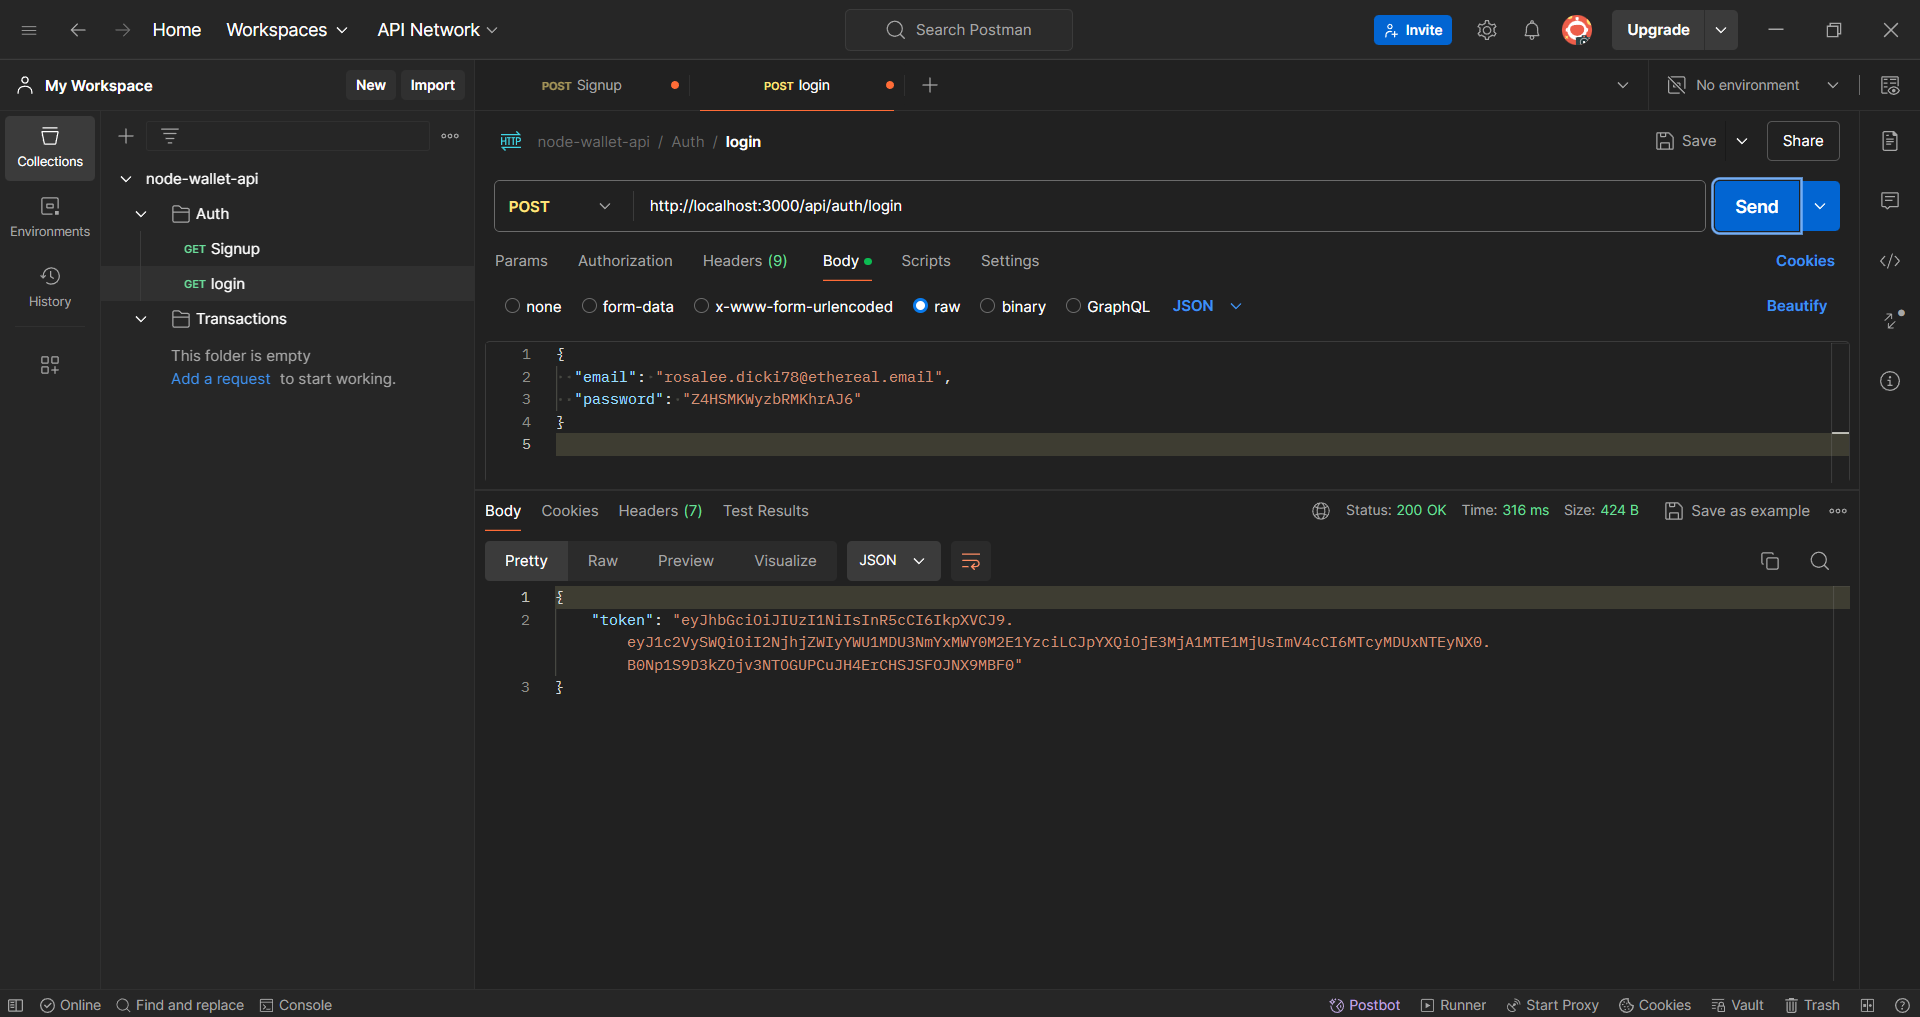 Home Workspaces API Network Search Postman Invite Upgrade
My Workspace New Import POST Signup POST login No environment
Collections
node-wallet-api / Auth / login Save Share
node-wallet-api
Auth
GET Signup
GET login
Transactions
This folder is empty
Add a request to start working.
Environments
History
POST http://localhost:3000/api/auth/login Send
Params Authorization Headers (9) Body Scripts Settings Cookies
none form-data x-www-form-urlencoded raw binary GraphQL JSON Beautify
1 {
2 "email": "rosalee.dicki78@ethereal.email",
3 "password": "Z4HSMKWyzbRMKhrAJ6"
4 }
5
Body Cookies Headers (7) Test Results Status: 200 OK Time: 316 ms Size: 424 B Save as example
Pretty Raw Preview Visualize JSON
1 {
2 "token": "eyJhbGciOiJIUzI1NiIsInR5cCI6IkpXVCJ9.
eyJ1c2VySWQiOiI2NjhjZWIyYWU1MDU3NmYxMWY0M2E1YzciLCJpYXQiOjE3MjA1MTE1MjUsImV4cCI6MTcyMDUxNTEyNX0.
B0Np1S9D3kZOjv3NTOGUPCuJH4ErCHSJSFOJNX9MBF0"
3 }
Online Find and replace Console Postbot Runner Start Proxy Cookies Vault Trash